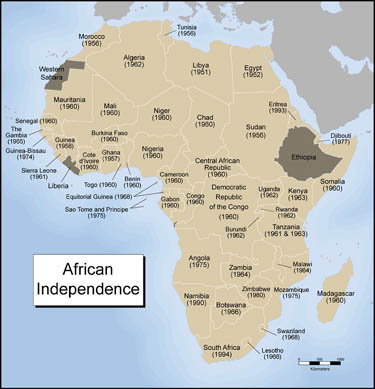 Tunisia
(1956)
Morocco
(1956)
Algeria
(1962)
Libya
(1951)
Egypt
(1952)
Western
Sahara
Mauritania
(1960)
Mali
(1960)
Niger
(1960)
Chad
(1960)
Sudan
(1956)
Eritrea
(1993)
Djibouti
(1977)
Senegal (1960)
The
Gambia
(1965)
Guinea-Bissau
(1974)
Guinea
(1958)
Sierra Leone
(1961)
Liberia
Cote
d'Ivoire
(1960)
Burkina Faso
(1960)
Ghana
(1957)
Togo (1960)
Benin
(1960)
Nigeria
(1960)
Cameroon
(1960)
Central African Republic
(1960)
Ethiopia
Somalia
(1960)
Equitorial Guinea (1968)
Sao Tome and Principe
(1975)
Gabon
(1960)
Congo
(1960)
Democratic
Republic
of the Congo
(1960)
Uganda
(1962)
Kenya
(1963)
Rwanda
(1962)
Burundi
(1962)
Tanzania
(1961 & 1963)
Angola
(1975)
Zambia
(1964)
Malawi
(1964)
Mozambique
(1975)
Zimbabwe
(1980)
Madagascar
(1960)
Namibia
(1990)
Botswana
(1966)
Swaziland
(1968)
South Africa
(1994)
Lesotho
(1966)
African
Independence
Kilometers